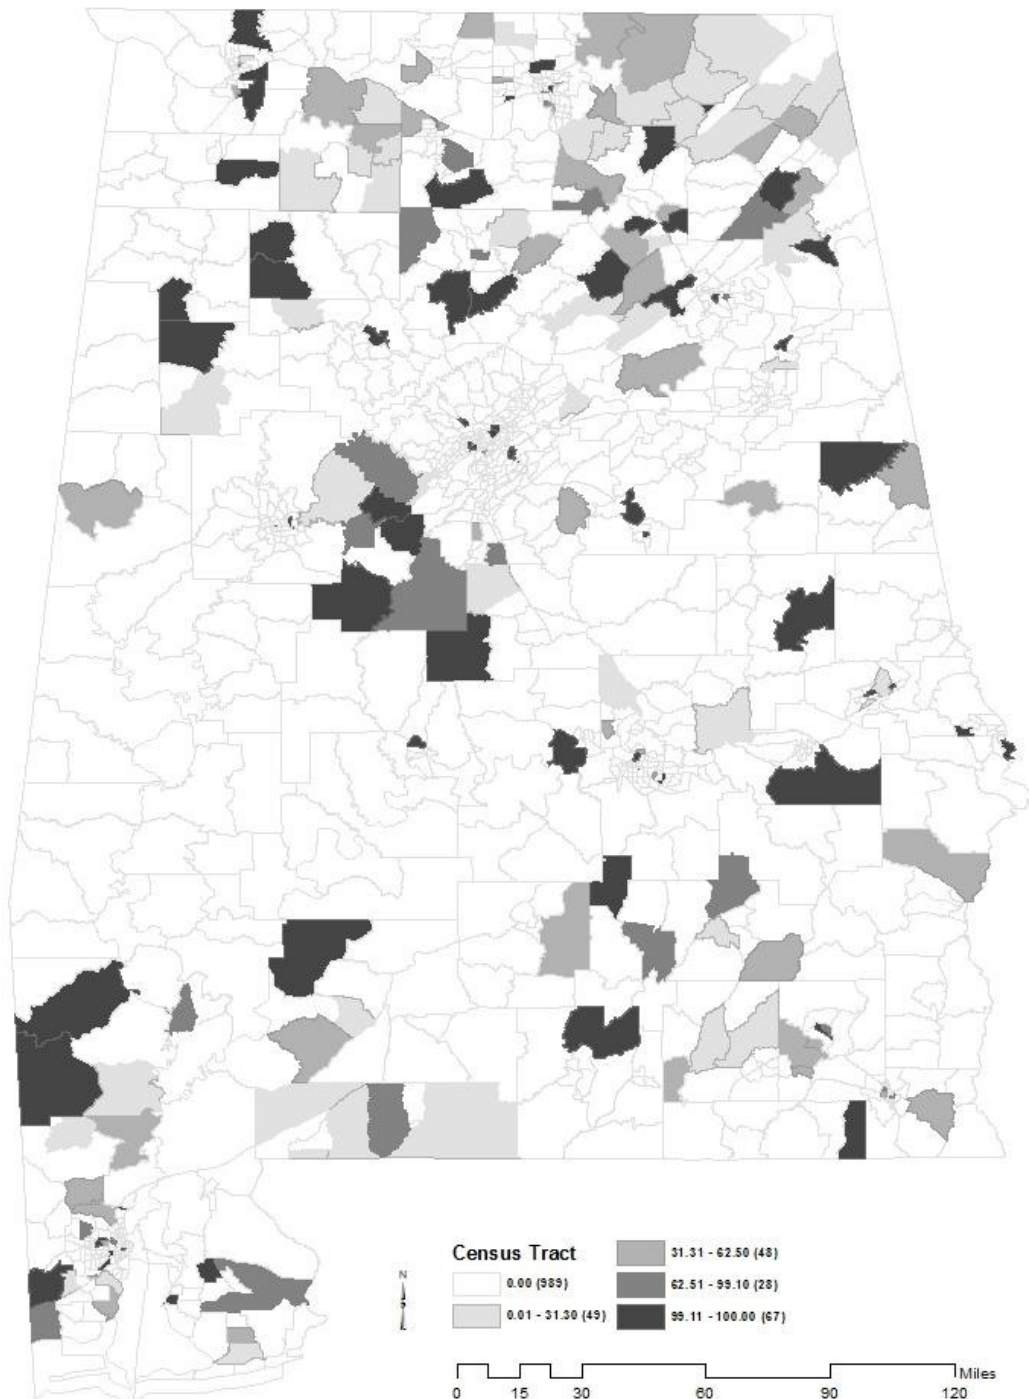 N
Census Tract
0.00 (989)
0.01 - 31.30 (49)
31.31 - 62.50 (48)
62.51 - 99.10 (28)
99.11 - 100.00 (67)
Miles
0 15 30 60 90 120